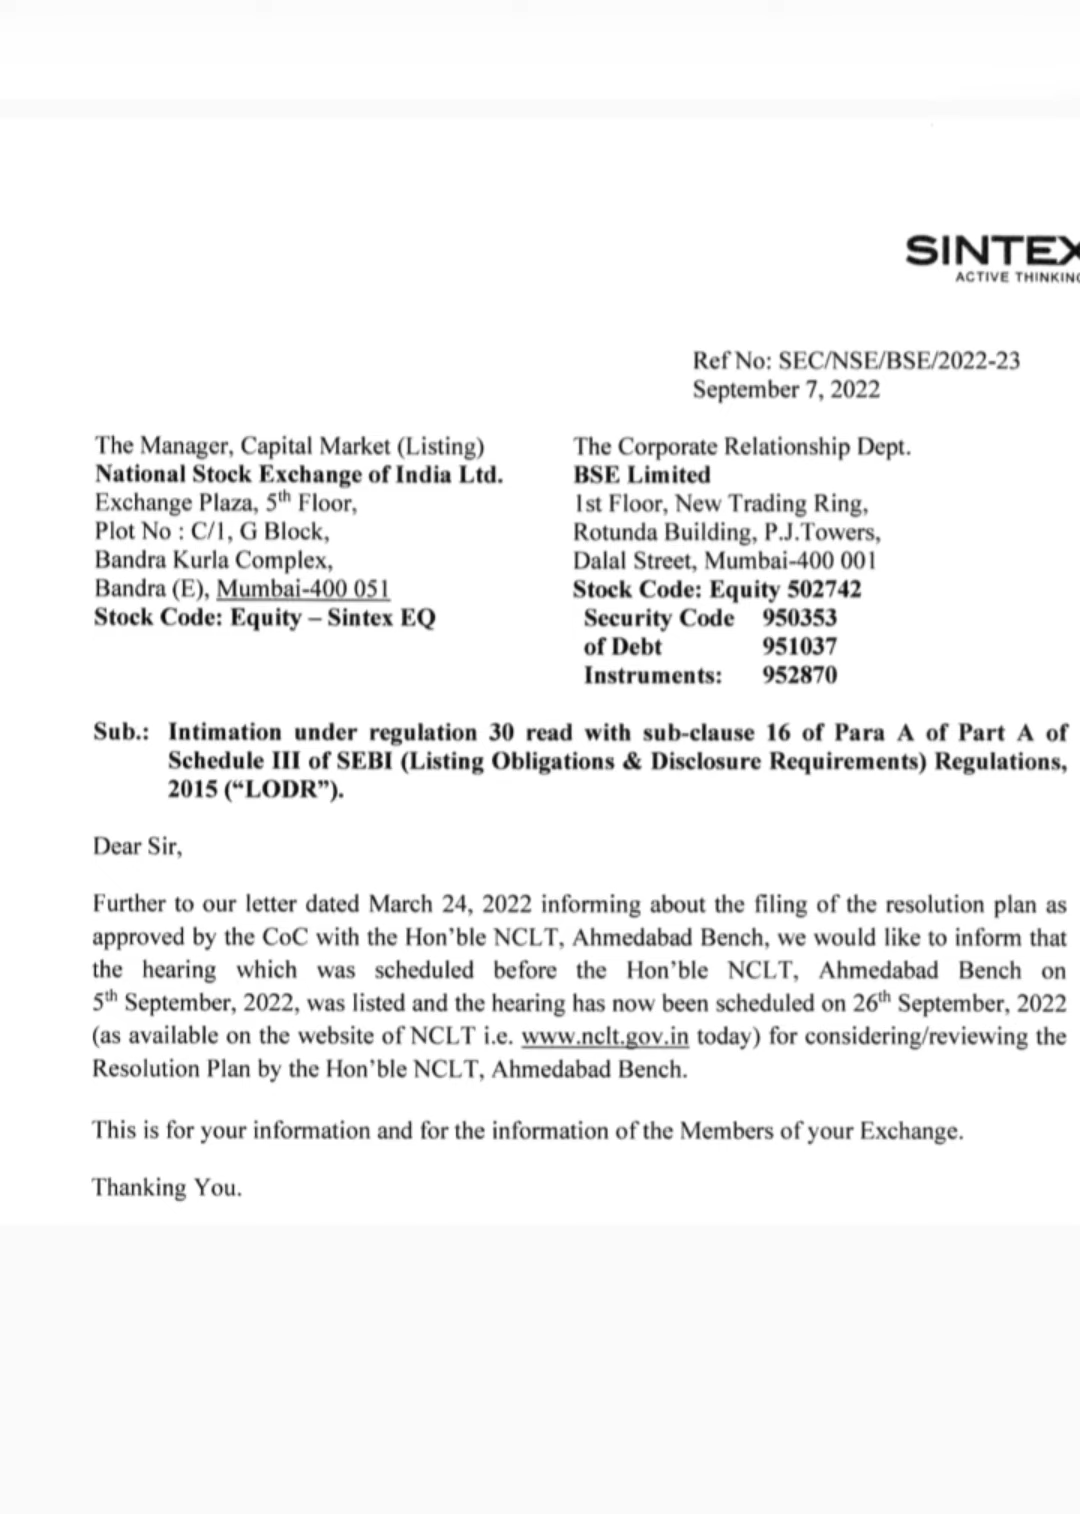 SINTEX
ACTIVE THINKING
Ref No: SEC/NSE/BSE/2022-23
September 7, 2022
The Manager, Capital Market (Listing)
National Stock Exchange of India Ltd.
Exchange Plaza, 5th Floor,
Plot No : C/1, G Block,
Bandra Kurla Complex,
Bandra (E), Mumbai-400 051
Stock Code: Equity – Sintex EQ
The Corporate Relationship Dept.
BSE Limited
1st Floor, New Trading Ring,
Rotunda Building, P.J.Towers,
Dalal Street, Mumbai-400 001
Stock Code: Equity 502742
Security Code 950353
of Debt 951037
Instruments: 952870
Sub.: Intimation under regulation 30 read with sub-clause 16 of Para A of Part A of
Schedule III of SEBI (Listing Obligations & Disclosure Requirements) Regulations,
2015 (“LODR”).
Dear Sir,
Further to our letter dated March 24, 2022 informing about the filing of the resolution plan as
approved by the CoC with the Hon’ble NCLT, Ahmedabad Bench, we would like to inform that
the hearing which was scheduled before the Hon’ble NCLT, Ahmedabad Bench on
5th September, 2022, was listed and the hearing has now been scheduled on 26th September, 2022
(as available on the website of NCLT i.e. www.nclt.gov.in today) for considering/reviewing the
Resolution Plan by the Hon’ble NCLT, Ahmedabad Bench.
This is for your information and for the information of the Members of your Exchange.
Thanking You.